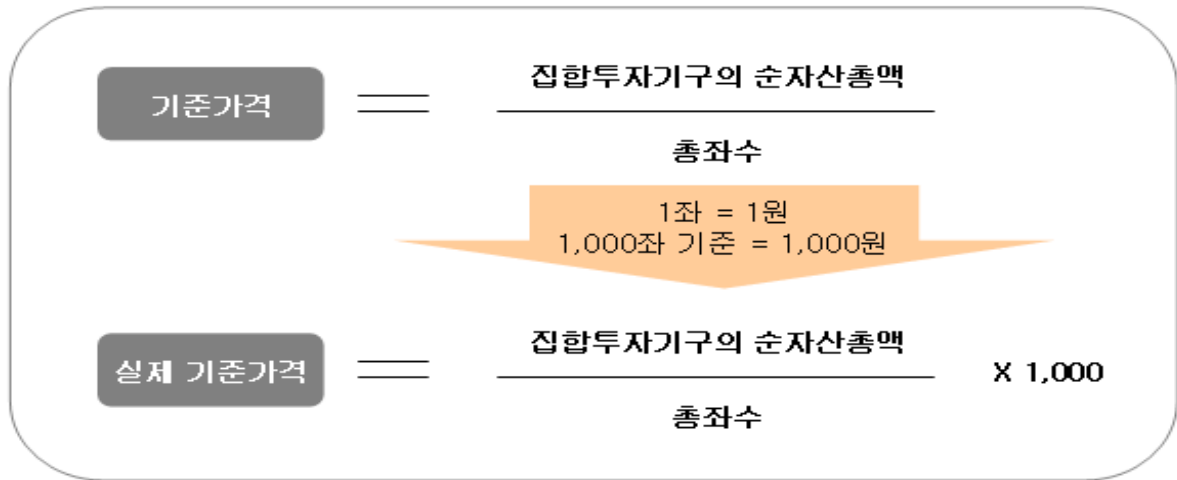 기준가격
집합투자기구의 순자산총액
총좌수
1좌 = 1원
1,000좌 기준 = 1,000원
실제 기준가격
집합투자기구의 순자산총액
총좌수
X 1,000